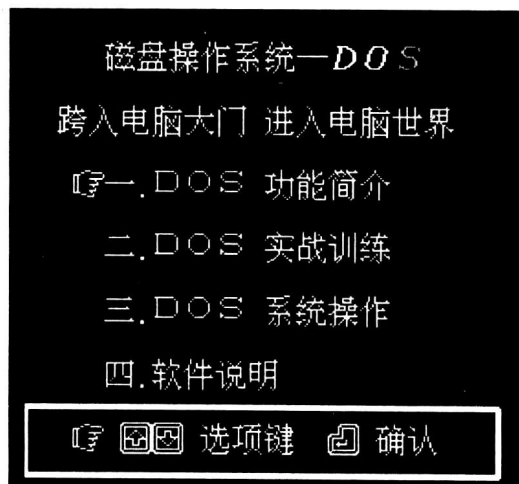 磁盘操作系统—DOS
跨入电脑大门 进入电脑世界
☞一.DOS 功能简介
二.DOS 实战训练
三.DOS 系统操作
四.软件说明
☞ ⇧⇩ 选项键 ↲ 确认